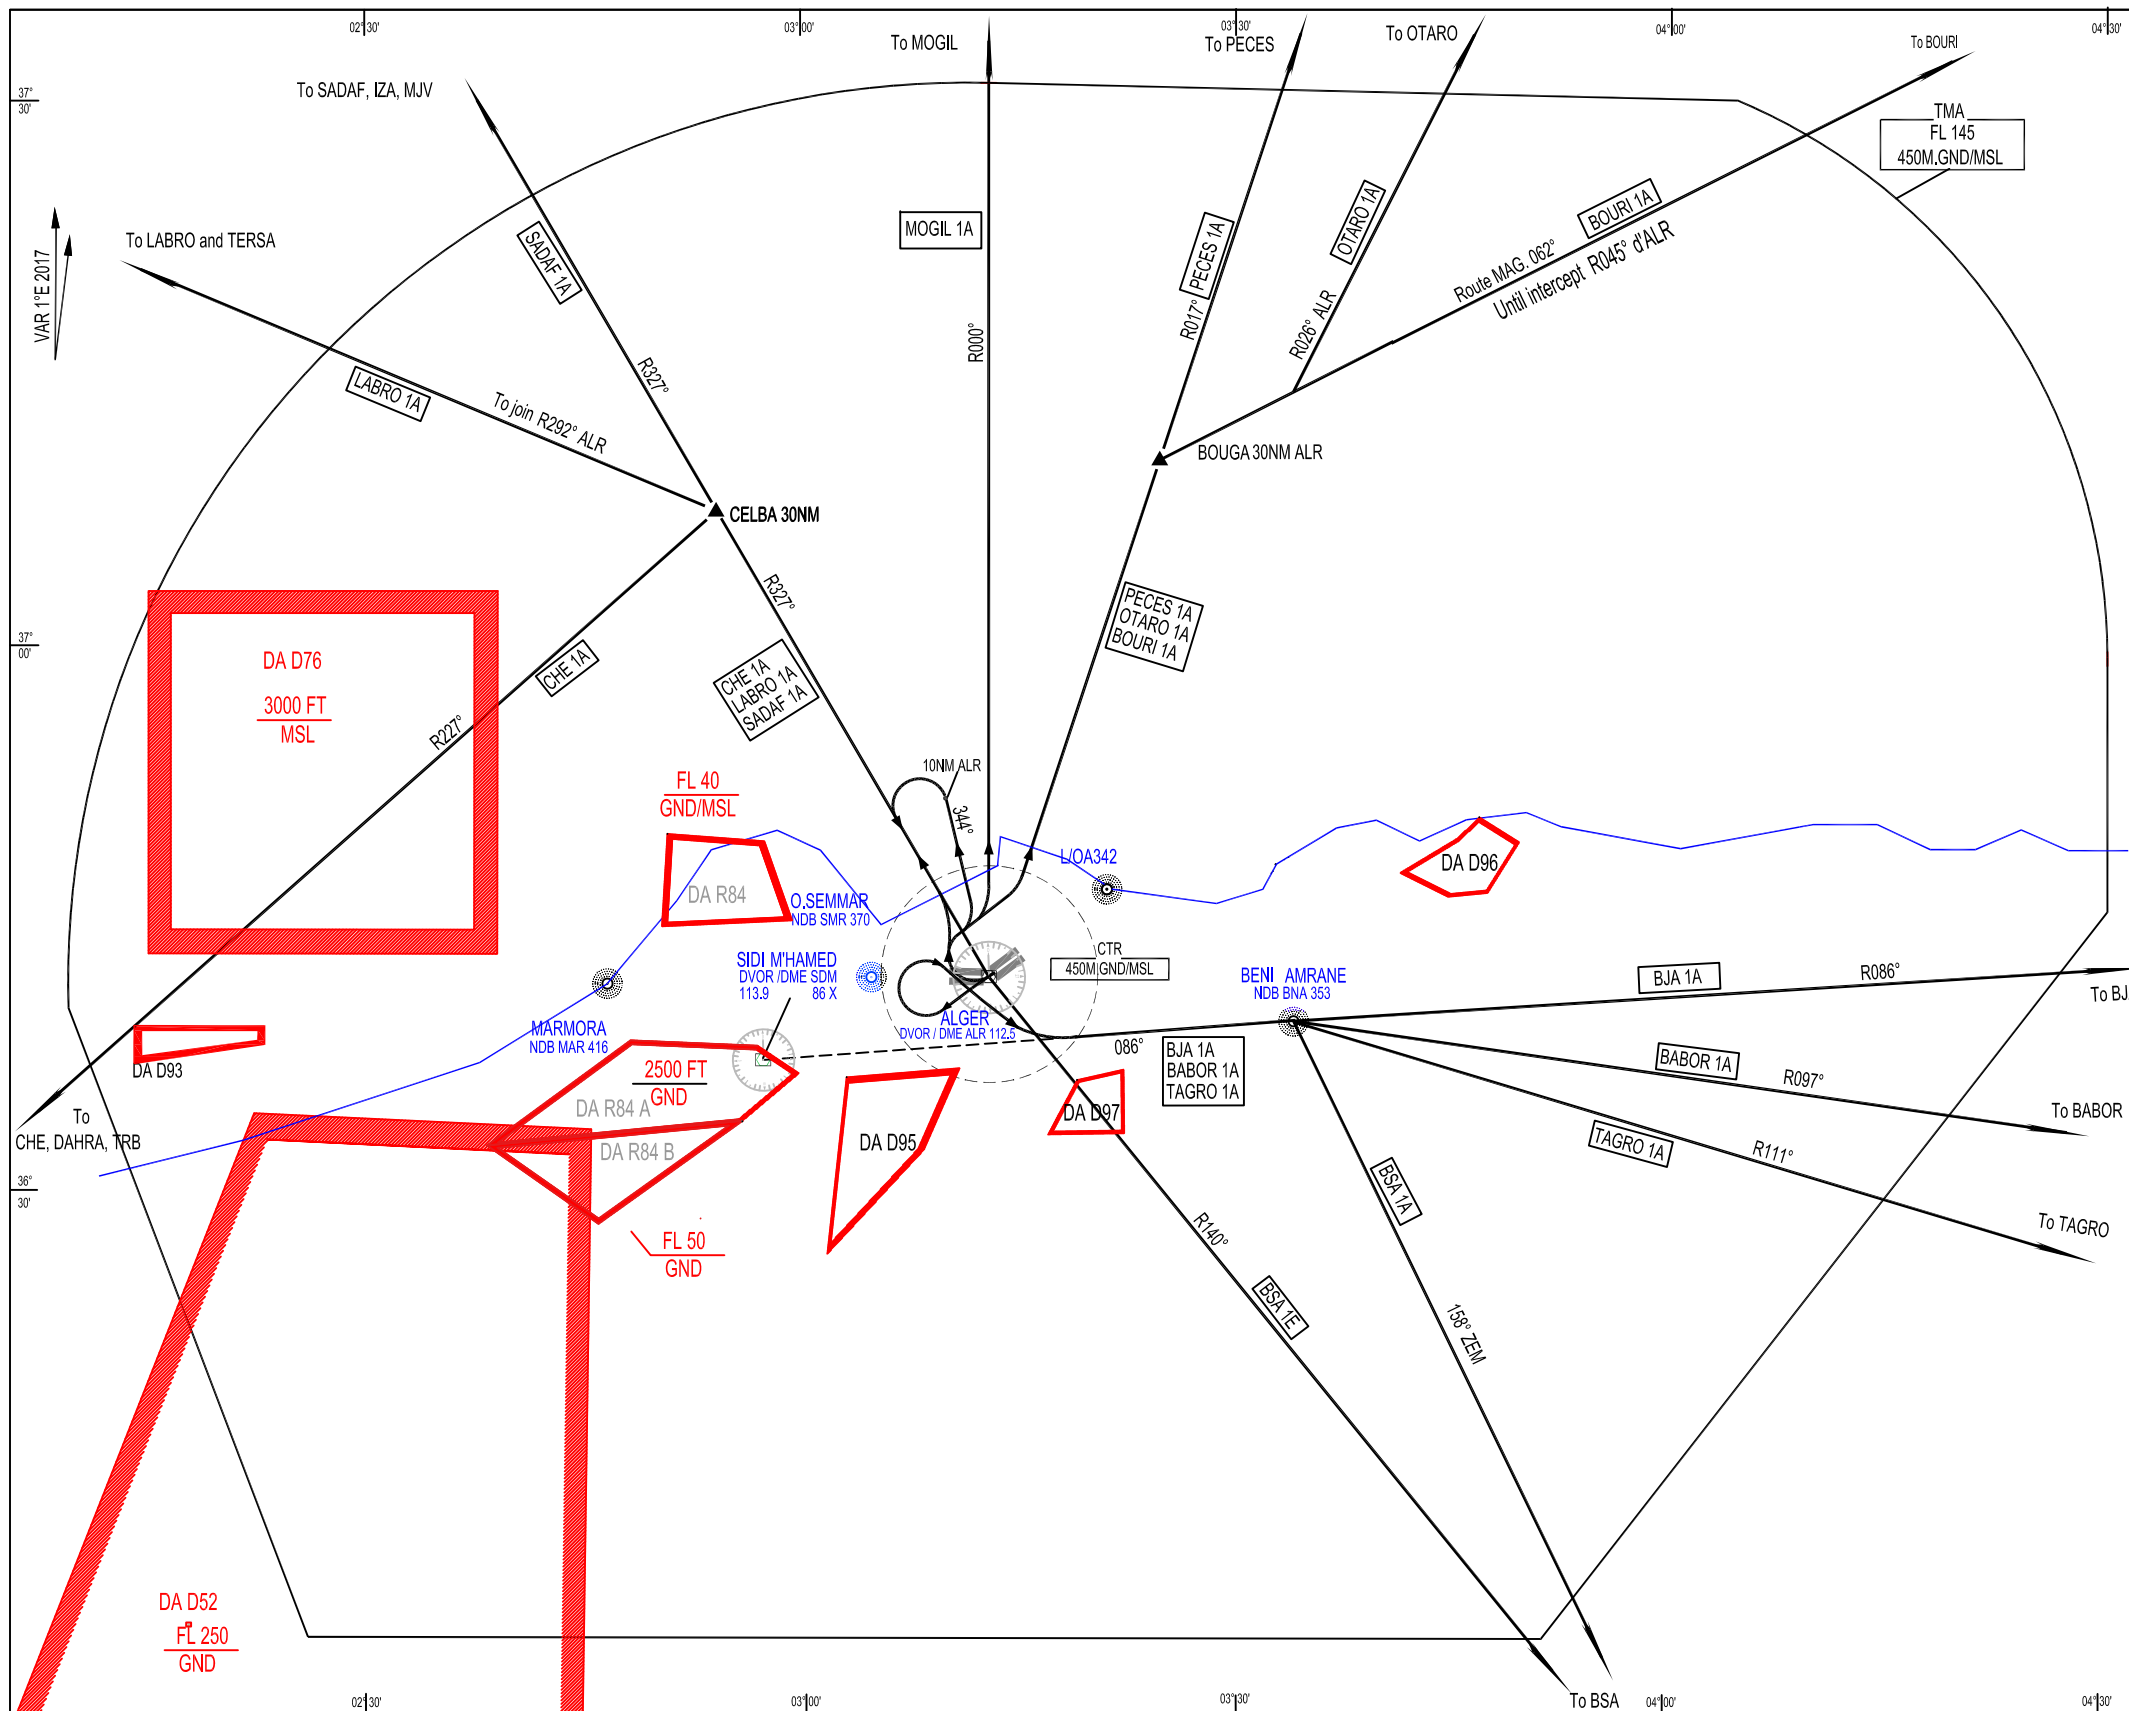 02°30'
03°00'
03°30'
04°00'
04°30'
To MOGIL
To PECES
To OTARO
To BOURI
To SADAF, IZA, MJV
37°
30'
TMA
FL 145
450M.GND/MSL
VAR 1°E 2017
To LABRO and TERSA
SADAF 1A
MOGIL 1A
PECES 1A
R017°
OTARO 1A
R026° ALR
BOURI 1A
Route MAG. 062°
Until intercept R045° d'ALR
R000°
R327°
LABRO 1A
To join R292° ALR
BOUGA 30NM ALR
CELBA 30NM
R327°
PECES 1A
OTARO 1A
BOURI 1A
37°
00'
DA D76
3000 FT
MSL
CHE 1A
R227°
CHE 1A
LABRO 1A
SADAF 1A
10NM ALR
344°
FL 40
GND/MSL
DA R84
L/OA342
DA D96
O.SEMMAR
NDB SMR 370
SIDI M'HAMED
DVOR /DME SDM
113.9 86 X
CTR
450M GND/MSL
BENI AMRANE
NDB BNA 353
BJA 1A
R086°
To BJ
MARMORA
NDB MAR 416
ALGER
DVOR / DME ALR 112.5
086°
BJA 1A
BABOR 1A
TAGRO 1A
BABOR 1A
R097°
To BABOR
DA D93
2500 FT
GND
DA R84 A
DA R84 B
DA D95
DA D97
TAGRO 1A
R111°
To TAGRO
To
CHE, DAHRA, TRB
36°
30'
BSA 1A
R140°
FL 50
GND
BSA 1E
158° ZEM
DA D52
FL 250
GND
To BSA
02°30'
03°00'
03°30'
04°00'
04°30'